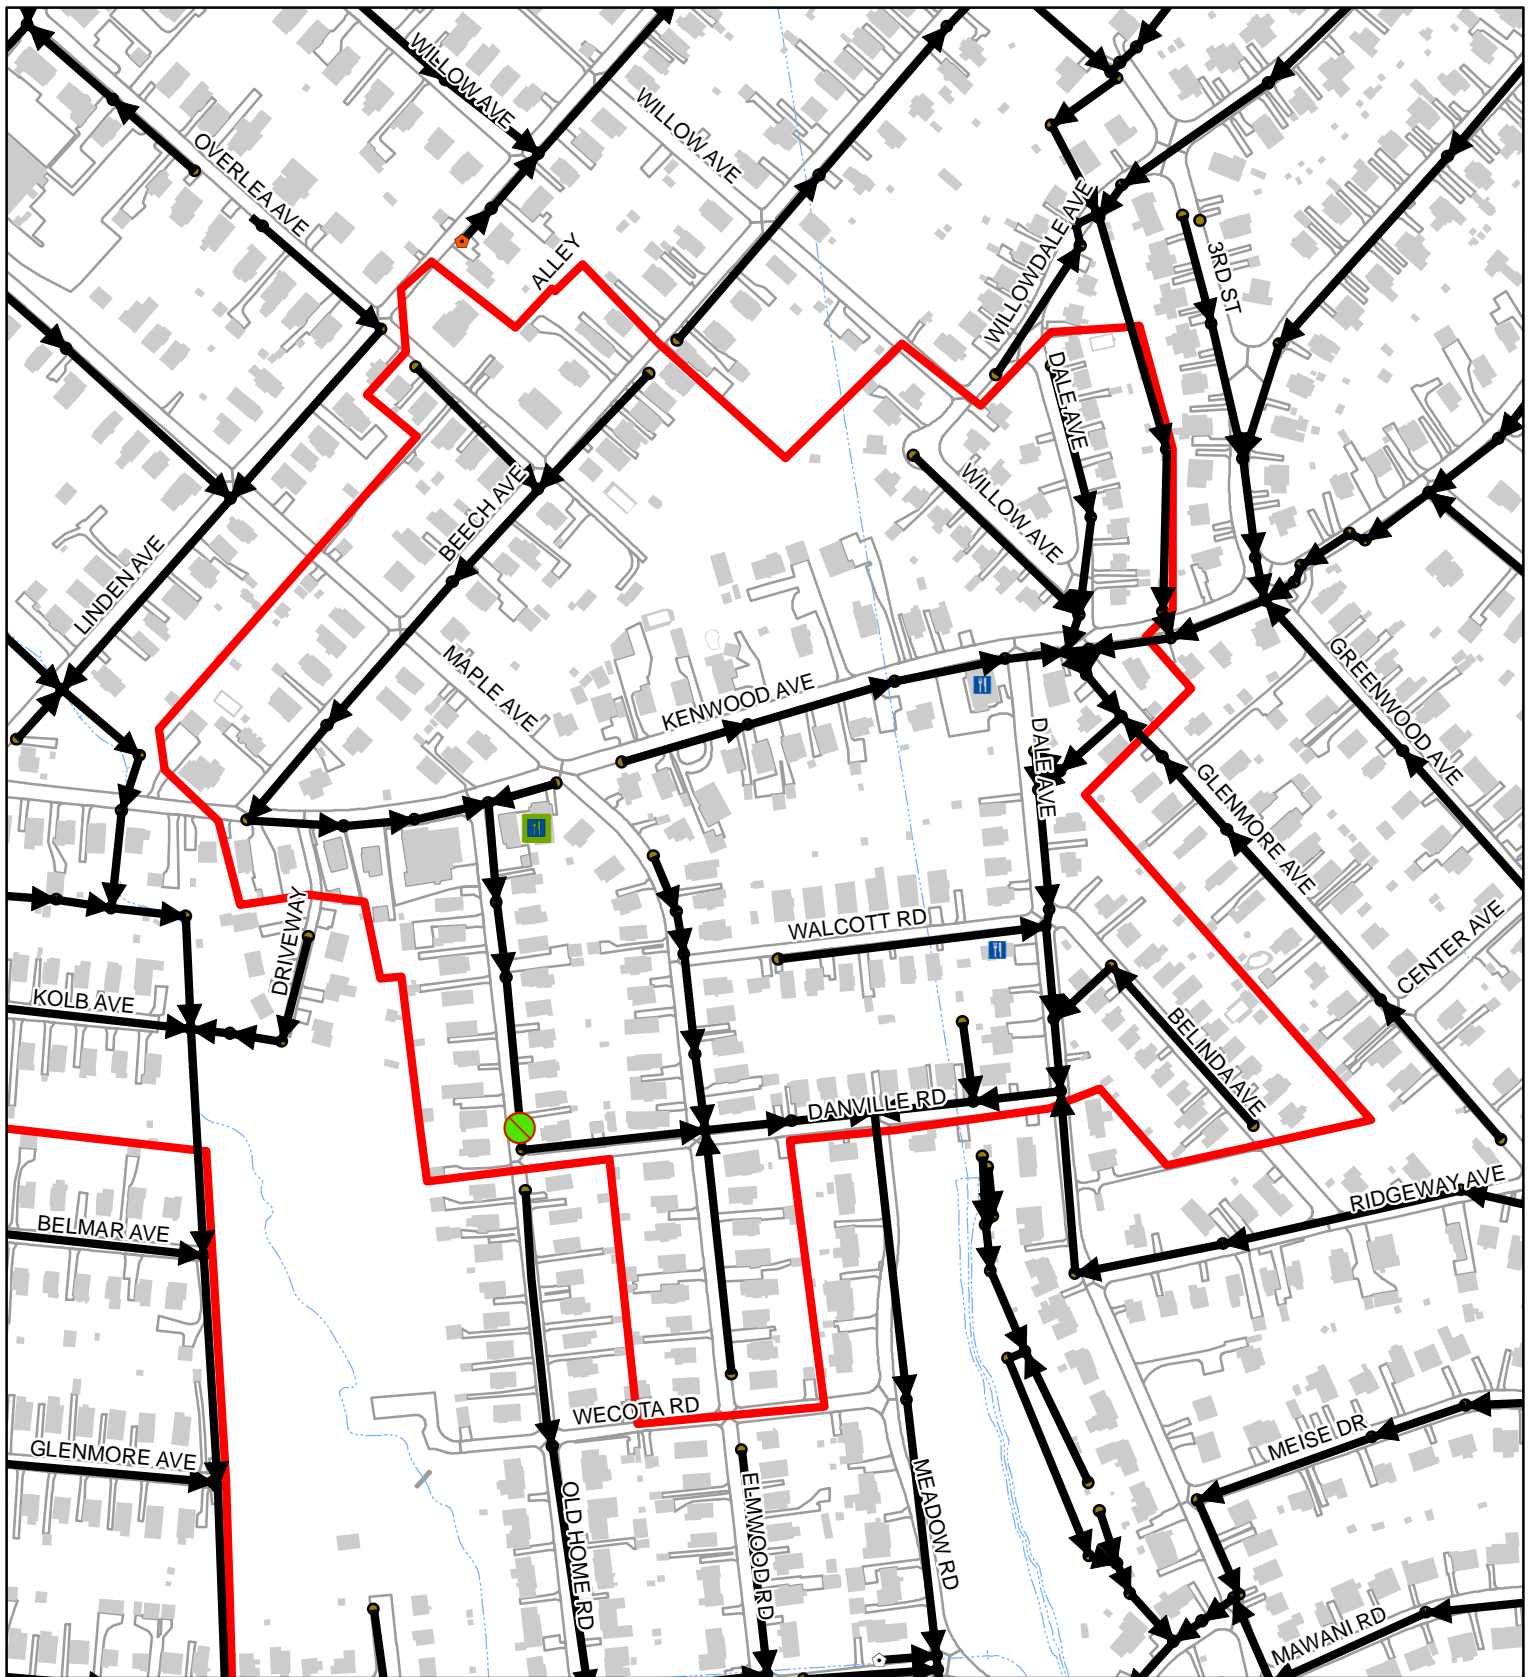 WILLOW AVE
WILLOW AVE
OVERLEA AVE
ALLEY
WILLOWDALE AVE
3RD ST
DALE AVE
WILLOW AVE
BEECH AVE
LINDEN AVE
MAPLE AVE
KENWOOD AVE
GREENWOOD AVE
DALE AVE
GLENMORE AVE
DRIVEWAY
WALCOTT RD
CENTER AVE
KOLB AVE
BELINDA AVE
DANVILLE RD
RIDGEWAY AVE
BELMAR AVE
WECOTA RD
MEISE DR
GLENMORE AVE
OLD HOME RD
ELMWOOD RD
MEADOW RD
MAWANI RD